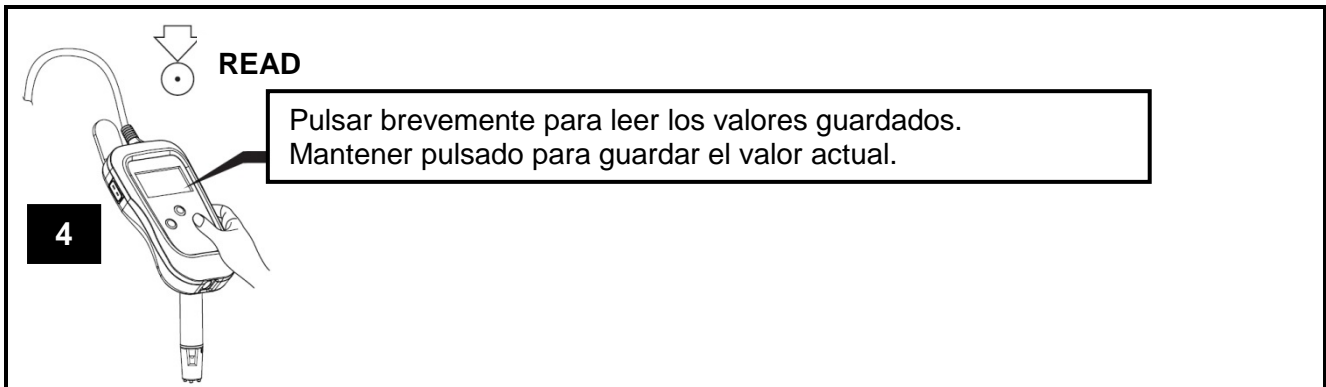 READ
Pulsar brevemente para leer los valores guardados.
Mantener pulsado para guardar el valor actual.
4